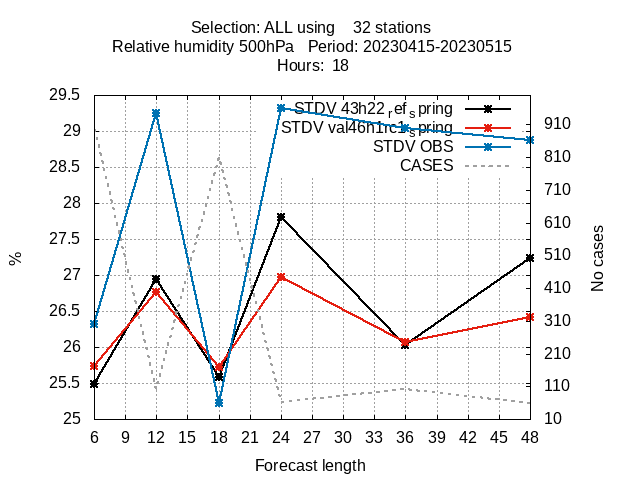 Selection: ALL using 32 stations
Relative humidity 500hPa Period: 20230415-20230515
Hours: 18
STDV 43h22_ref_spring
STDV val46h1rc1_spring
STDV OBS
CASES
29.5
29
28.5
28
27.5
27
26.5
26
25.5
25
%
910
810
710
610
510
410
310
210
110
10
No cases
6 9 12 15 18 21 24 27 30 33 36 39 42 45 48
Forecast length